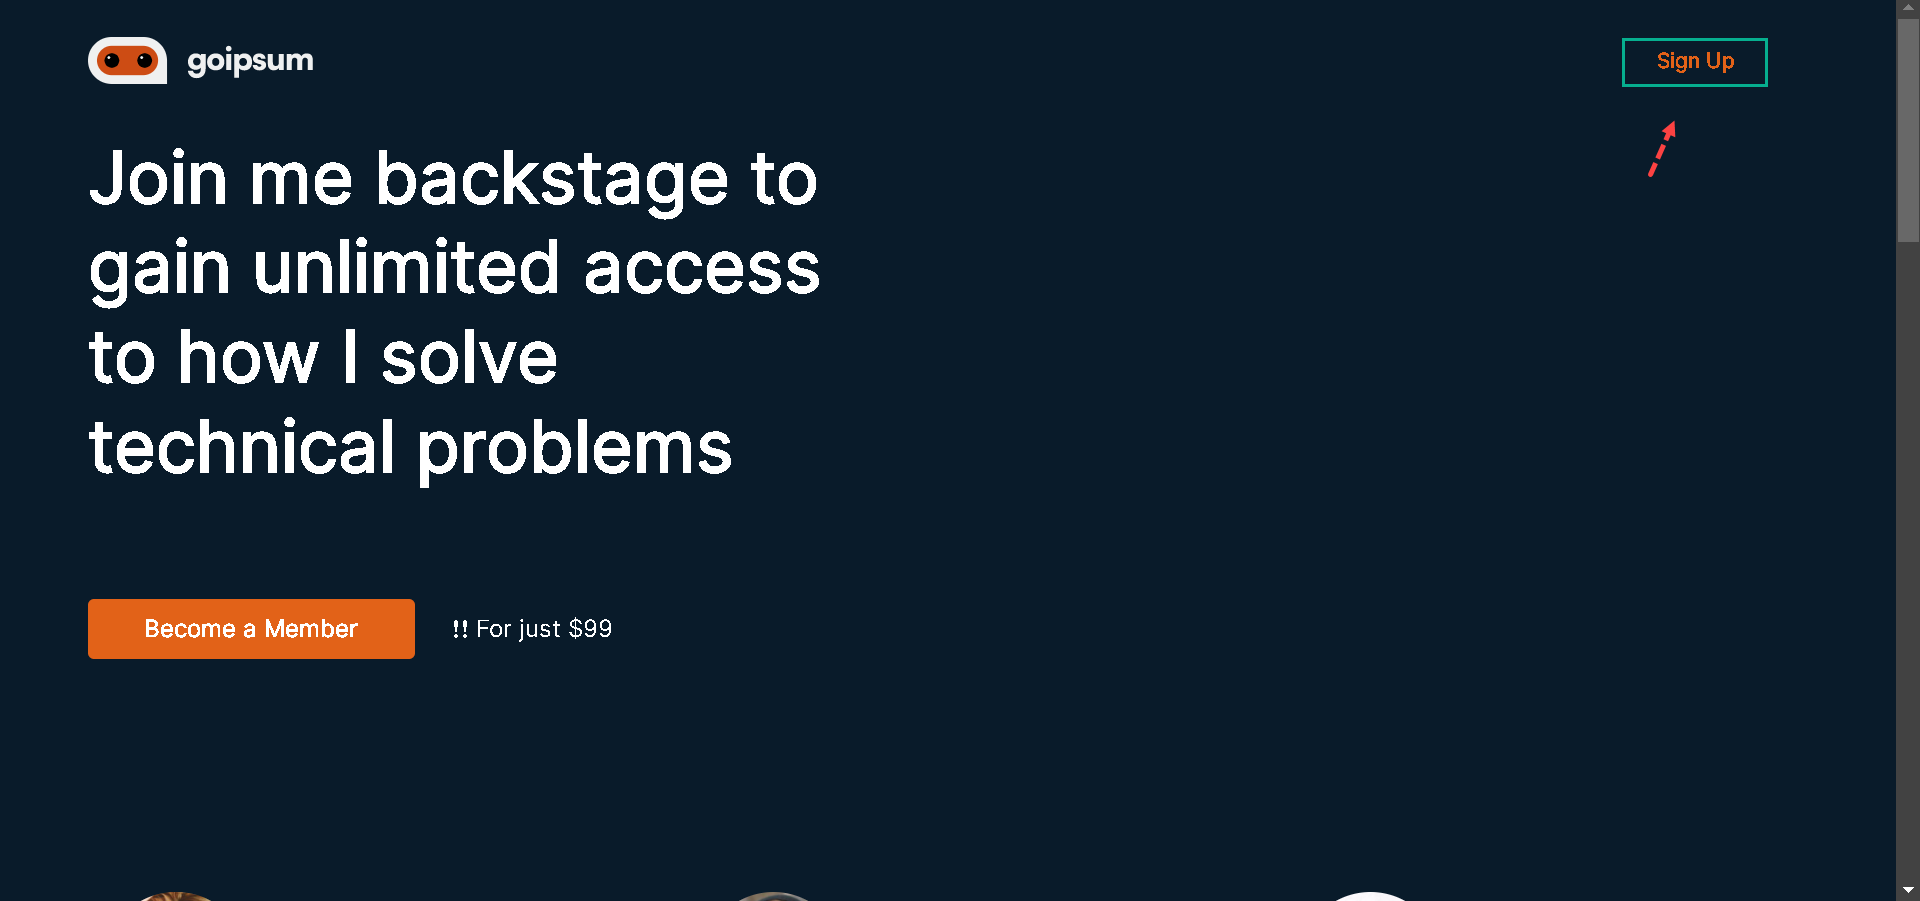 goipsum
Sign Up
Join me backstage to
gain unlimited access
to how I solve
technical problems
Become a Member
!! For just $99